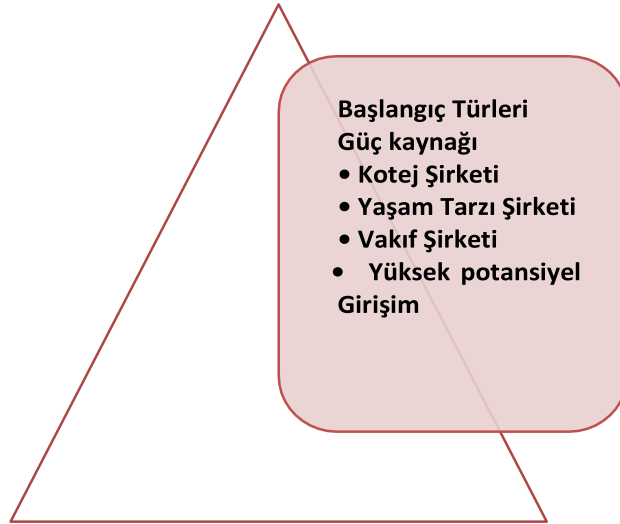 Başlangıç Türleri
Güç kaynağı
• Kotej Şirketi
• Yaşam Tarzı Şirketi
• Vakıf Şirketi
• Yüksek potansiyel
Girişim